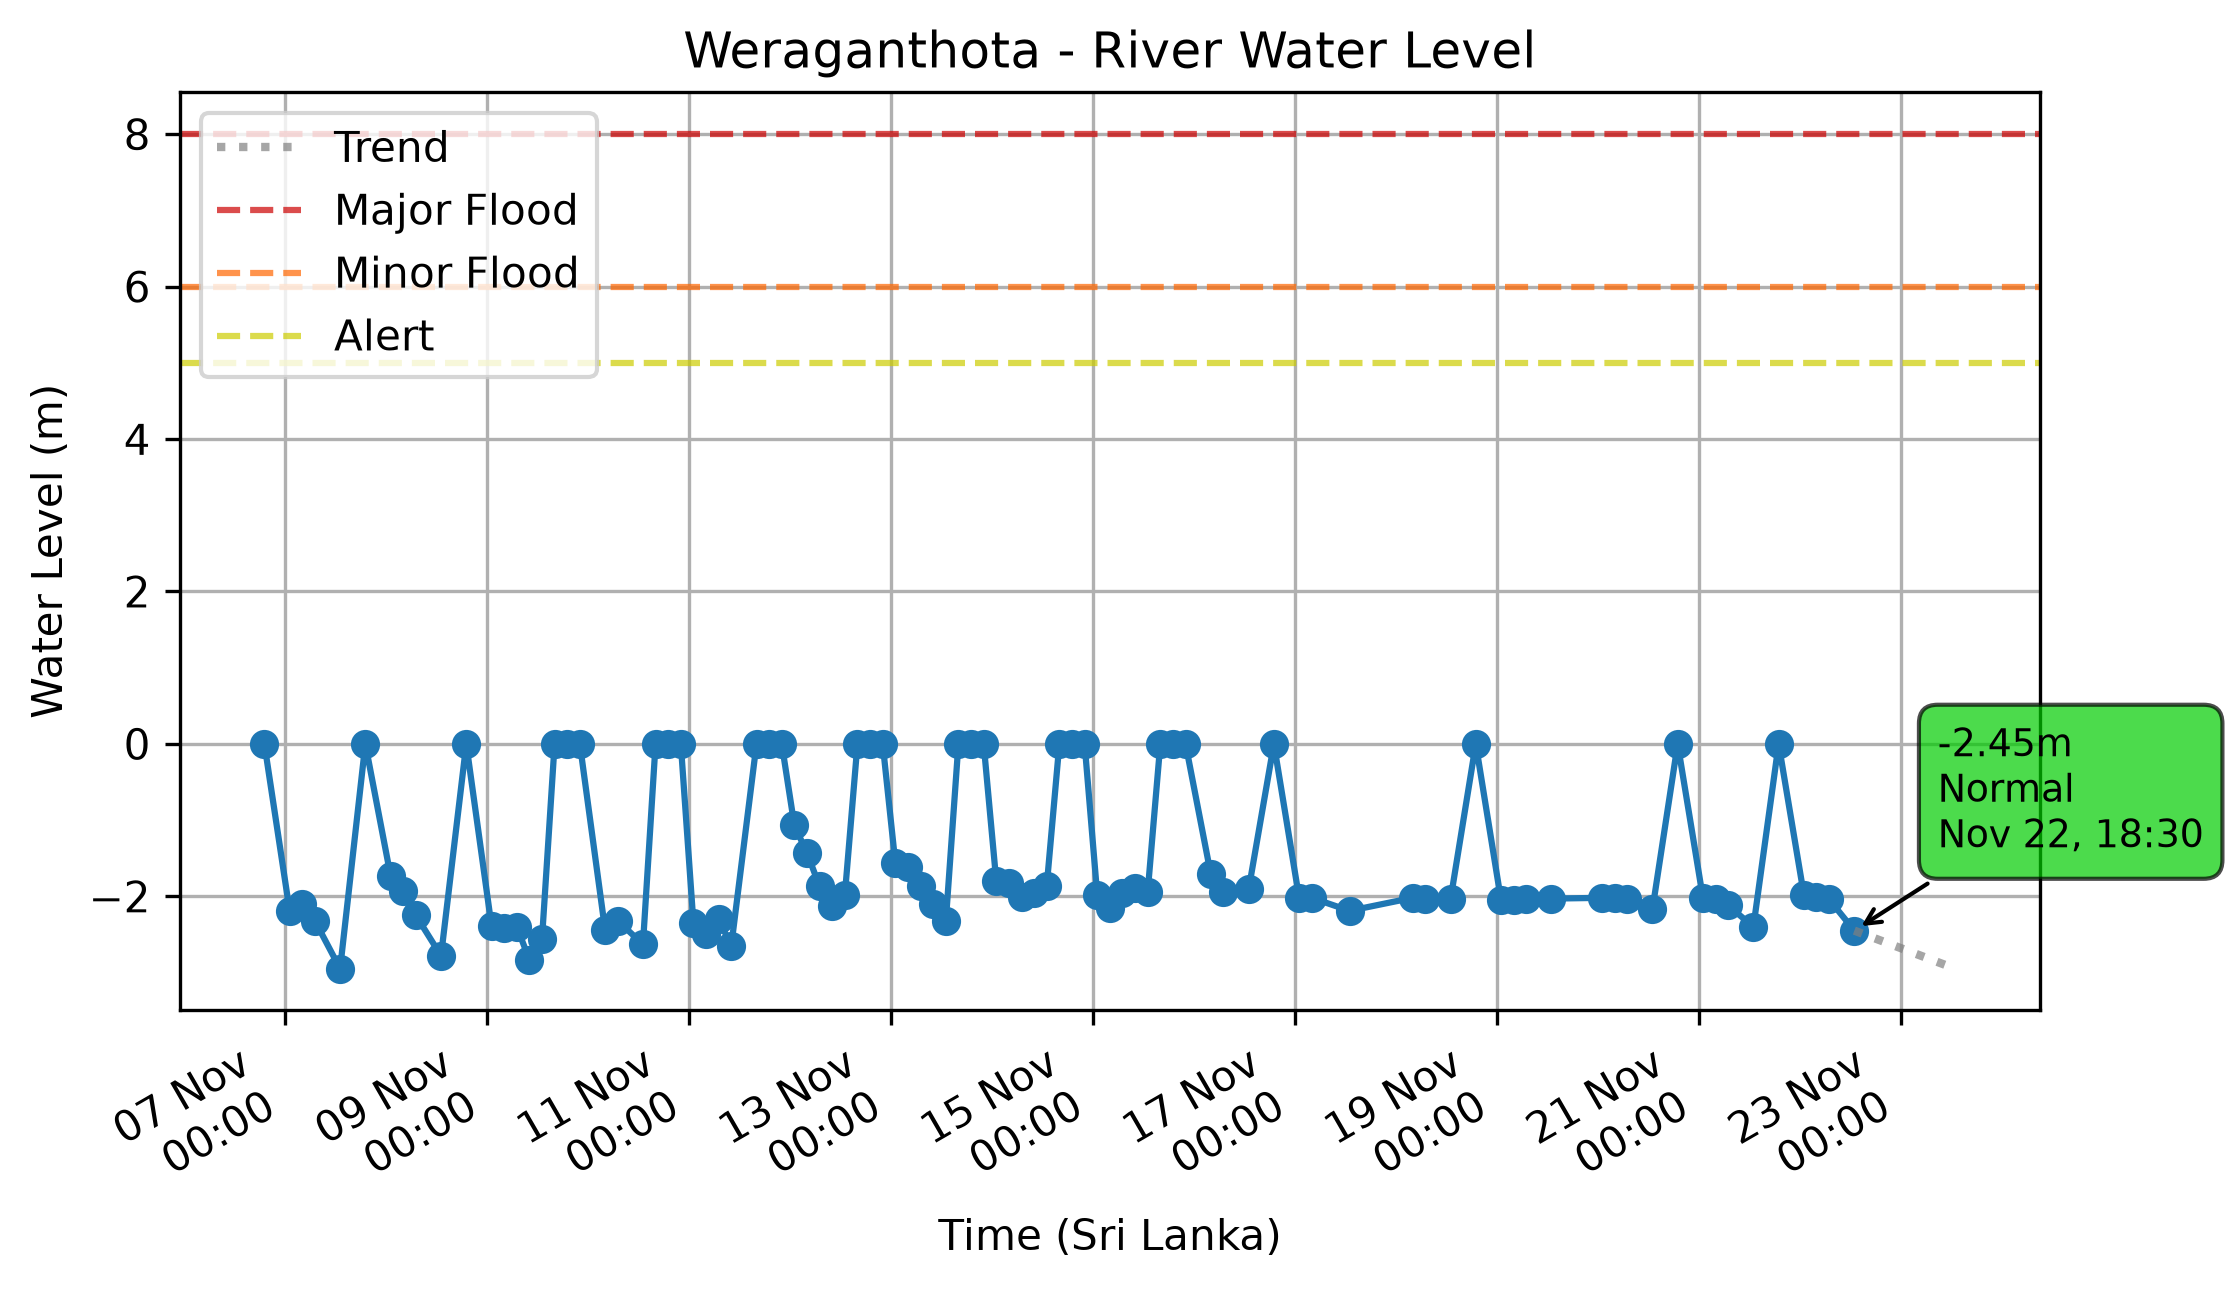 Weraganthota - River Water Level
Trend
Major Flood
Minor Flood
Alert
8
6
4
2
0
−2
Water Level (m)
-2.45m
Normal
Nov 22, 18:30
07 Nov
00:00
09 Nov
00:00
11 Nov
00:00
13 Nov
00:00
15 Nov
00:00
17 Nov
00:00
19 Nov
00:00
21 Nov
00:00
23 Nov
00:00
Time (Sri Lanka)